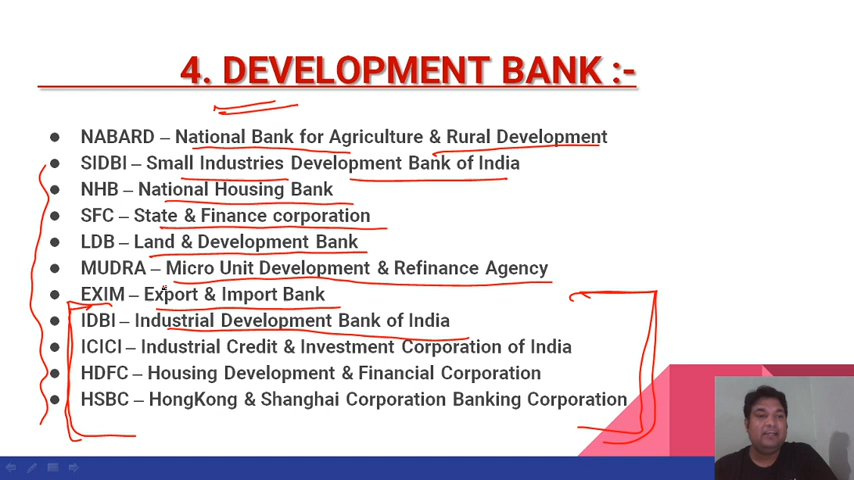 4. DEVELOPMENT BANK :-
● NABARD – National Bank for Agriculture & Rural Development
● SIDBI – Small Industries Development Bank of India
● NHB – National Housing Bank
● SFC – State & Finance corporation
● LDB – Land & Development Bank
● MUDRA – Micro Unit Development & Refinance Agency
● EXIM – Export & Import Bank
● IDBI – Industrial Development Bank of India
● ICICI – Industrial Credit & Investment Corporation of India
● HDFC – Housing Development & Financial Corporation
● HSBC – HongKong & Shanghai Corporation Banking Corporation